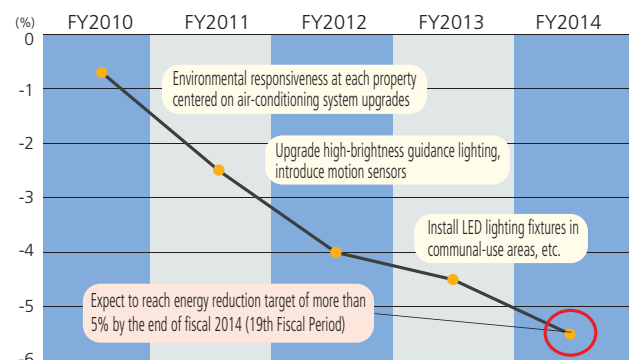 (%)
FY2010 FY2011 FY2012 FY2013 FY2014
0
-1
-2
-3
-4
-5
-6
Environmental responsiveness at each property
centered on air-conditioning system upgrades
Upgrade high-brightness guidance lighting,
introduce motion sensors
Install LED lighting fixtures in
communal-use areas, etc.
Expect to reach energy reduction target of more than
5% by the end of fiscal 2014 (19th Fiscal Period)